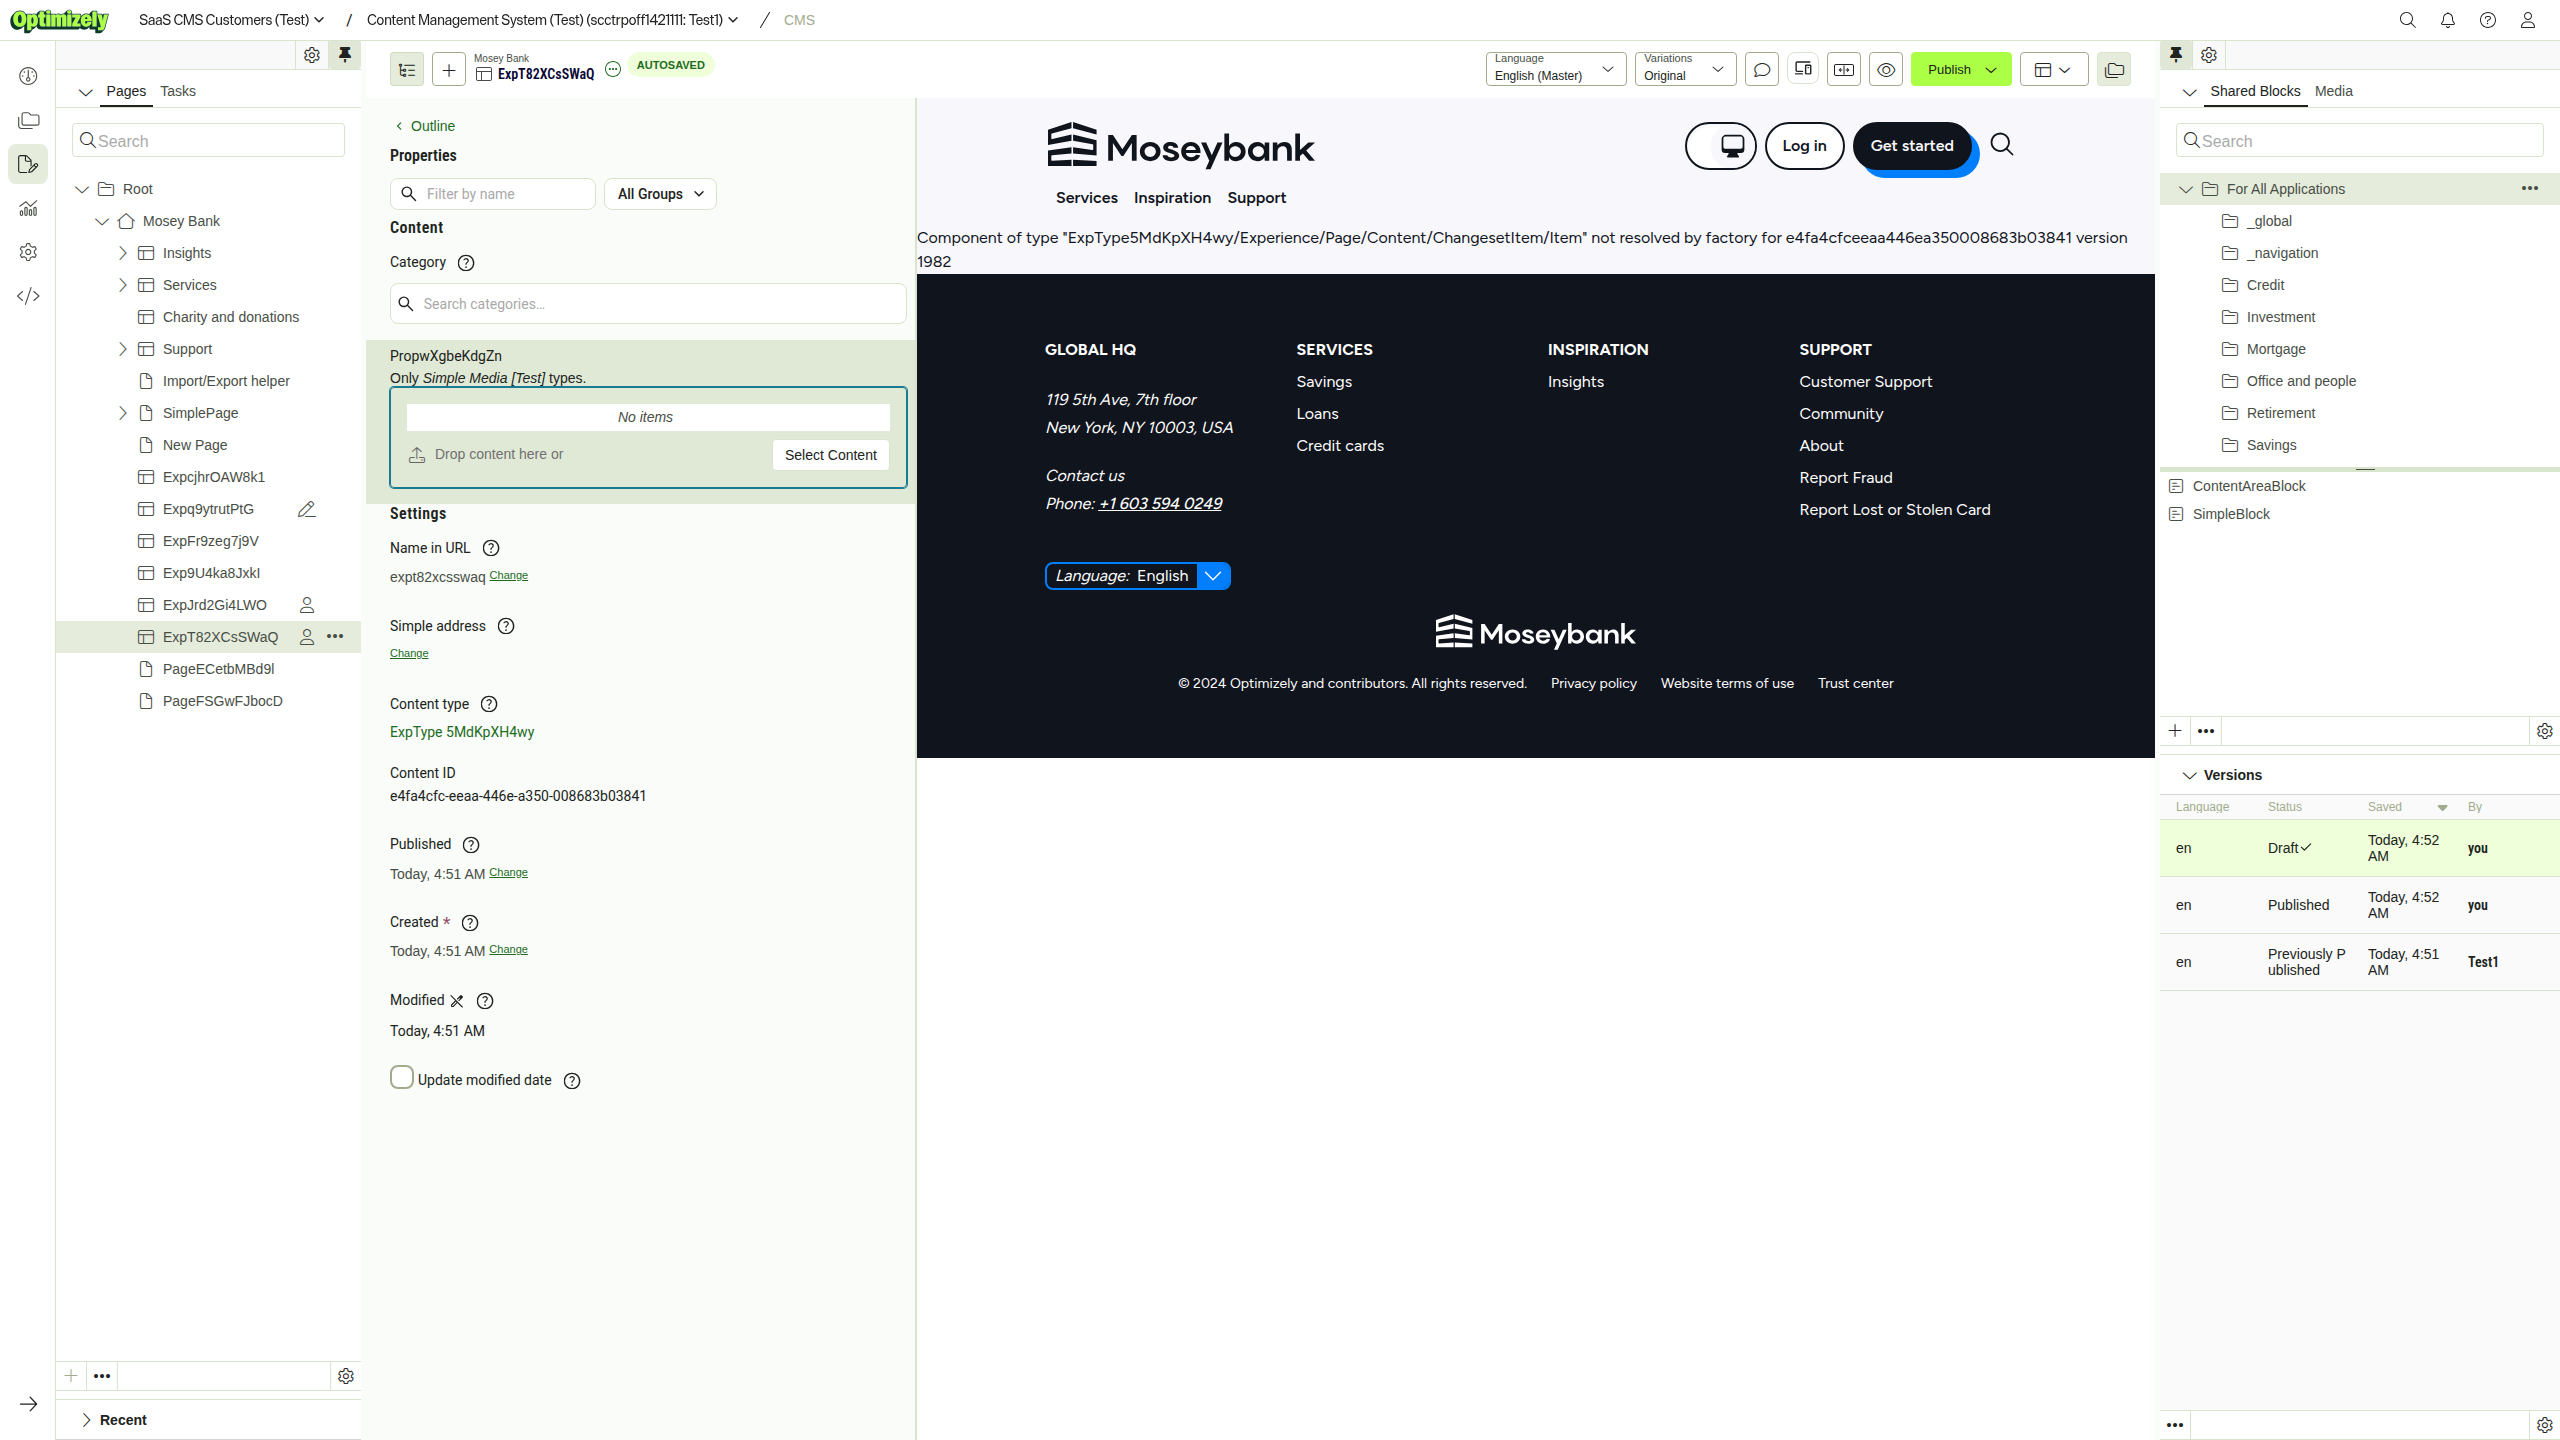 Optimizely
SaaS CMS Customers (Test) / Content Management System (Test) (scctrpoff1421111: Test1) / CMS
Pages Tasks
Search
Root
Mosey Bank
Insights
Services
Charity and donations
Support
Import/Export helper
SimplePage
New Page
ExpcjhrOAW8k1
Expq9ytrutPtG
ExpFr9zeg7j9V
Exp9U4ka8JxkI
ExpJrd2Gi4LWO
ExpT82XCsSWaQ
PageECetbMBd9l
PageFSGwFJbocD
Recent
Mosey Bank
ExpT82XCsSWaQ
AUTOSAVED
Language
English (Master)
Variations
Original
Publish
Outline
Properties
Filter by name
All Groups
Content
Category
Search categories...
PropwXgbeKdgZn
Only Simple Media [Test] types.
No items
Drop content here or
Select Content
Settings
Name in URL
expt82xcsswaq Change
Simple address
Change
Content type
ExpType 5MdKpXH4wy
Content ID
e4fa4cfc-eeaa-446e-a350-008683b03841
Published
Today, 4:51 AM Change
Created *
Today, 4:51 AM Change
Modified
Today, 4:51 AM
Update modified date
Moseybank
Log in
Get started
Services Inspiration Support
Component of type "ExpType5MdKpXH4wy/Experience/Page/Content/ChangesetItem/Item" not resolved by factory for e4fa4cfceeaa446ea350008683b03841 version
1982
GLOBAL HQ
119 5th Ave, 7th floor
New York, NY 10003, USA
Contact us
Phone: +1 603 594 0249
SERVICES
Savings
Loans
Credit cards
INSPIRATION
Insights
SUPPORT
Customer Support
Community
About
Report Fraud
Report Lost or Stolen Card
Language: English
Moseybank
© 2024 Optimizely and contributors. All rights reserved. Privacy policy Website terms of use Trust center
Shared Blocks Media
Search
For All Applications
_global
_navigation
Credit
Investment
Mortgage
Office and people
Retirement
Savings
ContentAreaBlock
SimpleBlock
Versions
Language Status Saved By
en Draft Today, 4:52 AM you
en Published Today, 4:52 AM you
en Previously Published Today, 4:51 AM Test1